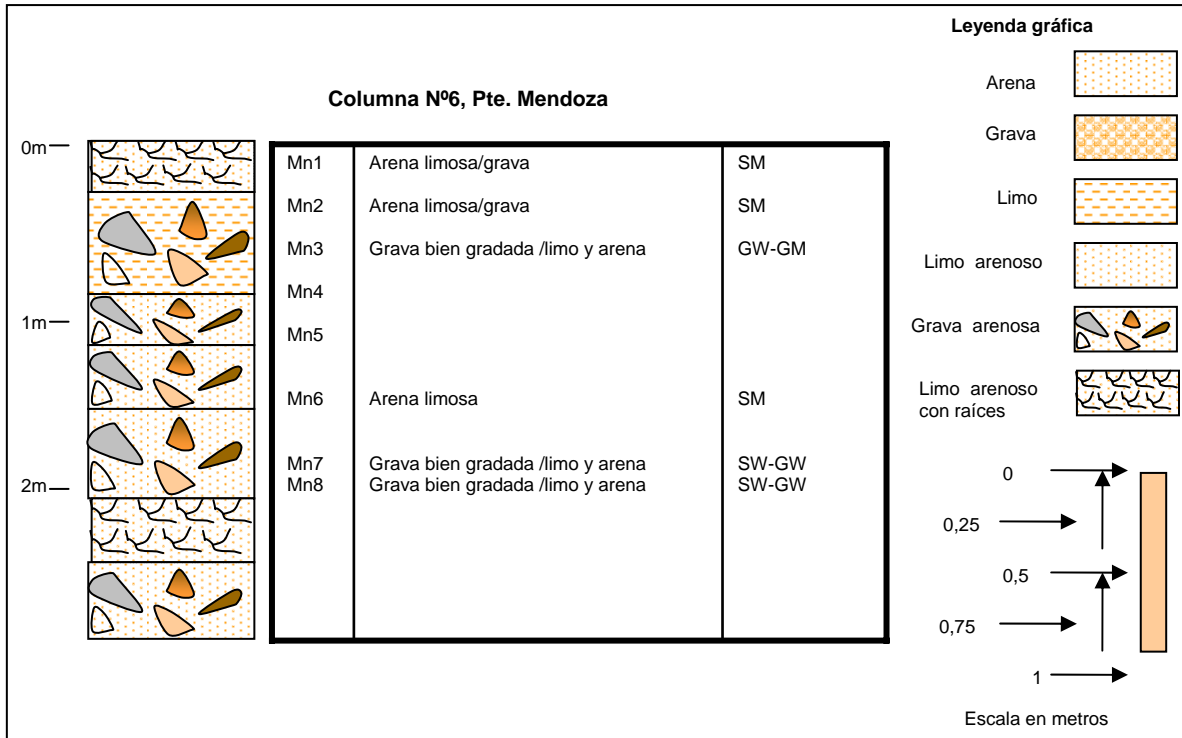 Leyenda gráfica
Arena
Columna Nº6, Pte. Mendoza
Grava
0m
Mn1 Arena limosa/grava SM
Mn2 Arena limosa/grava SM
Limo
Mn3 Grava bien gradada /limo y arena GW-GM
Limo arenoso
Mn4
1m
Mn5
Grava arenosa
Mn6 Arena limosa SM
Limo arenoso
con raíces
Mn7 Grava bien gradada /limo y arena SW-GW
2m
Mn8 Grava bien gradada /limo y arena SW-GW
0
0,25
0,5
0,75
1
Escala en metros